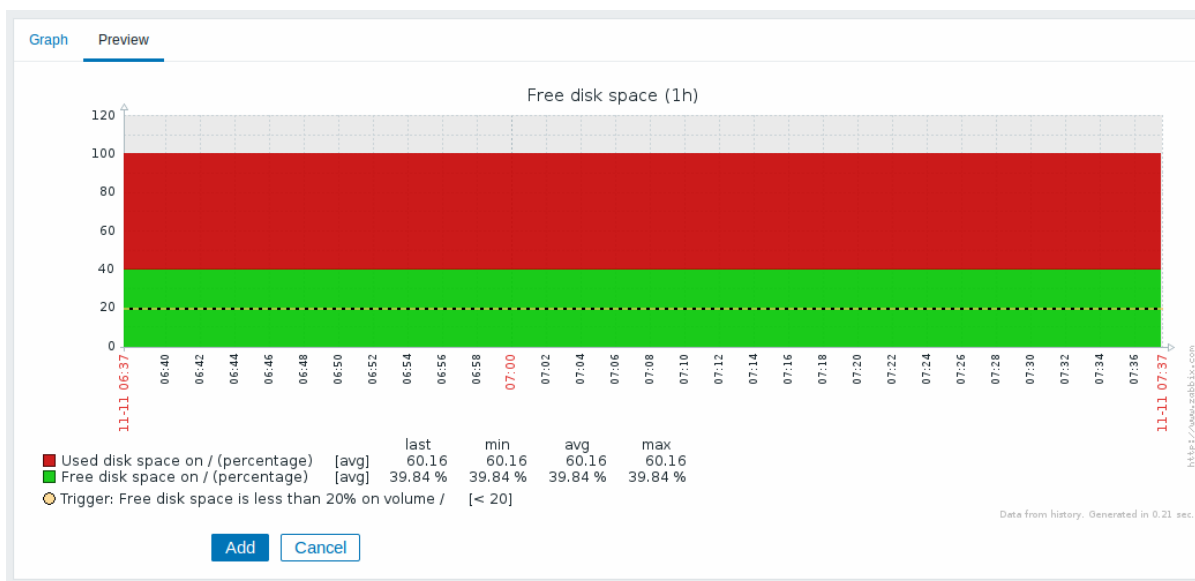 Graph Preview
Free disk space (1h)
120
100
80
60
40
20
0
11-11 06:37 06:40 06:42 06:44 06:46 06:48 06:50 06:52 06:54 06:56 06:58 07:00 07:02 07:04 07:06 07:08 07:10 07:12 07:14 07:16 07:18 07:20 07:22 07:24 07:26 07:28 07:30 07:32 07:34 07:36 11-11 07:37
http://www.zabbix.com
last min avg max
Used disk space on / (percentage) [avg] 60.16 60.16 60.16 60.16
Free disk space on / (percentage) [avg] 39.84 % 39.84 % 39.84 % 39.84 %
Trigger: Free disk space is less than 20% on volume / [< 20]
Data from history. Generated in 0.21 sec.
Add Cancel